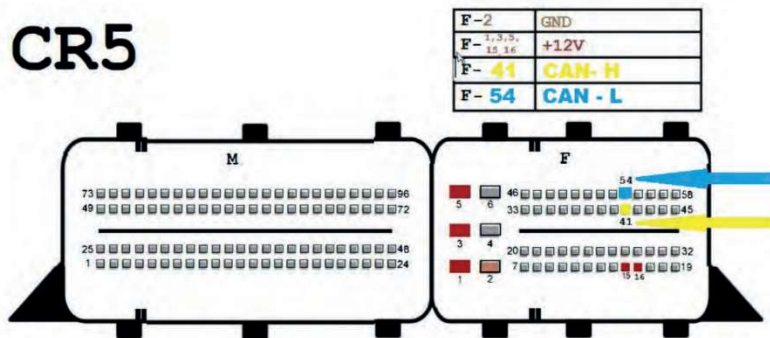 CR5
F-2 GND
F- 1,3,5, 15,16 +12V
F- 41 CAN- H
F- 54 CAN - L
M F
54
73 96 5 6 46 58
49 72 33 45
41
3 4
25 48 20 32
1 24 7 19
1 2 15 16